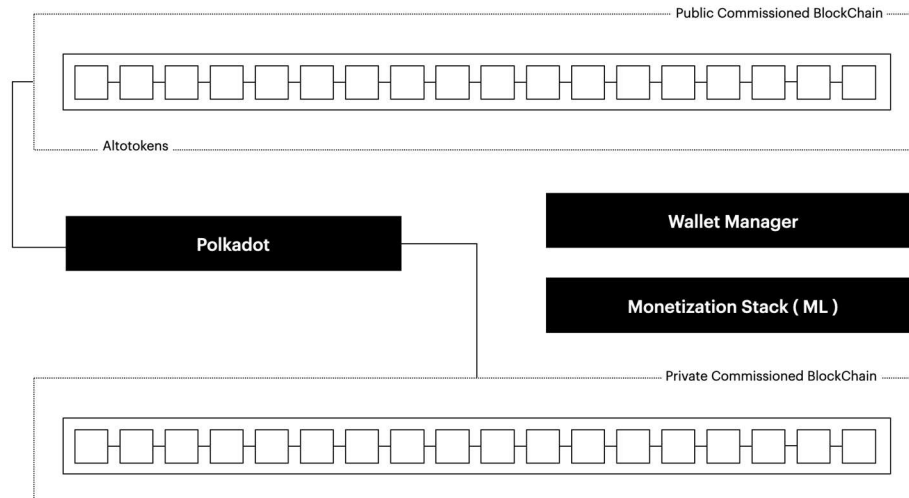 Public Commissioned BlockChain
Altotokens
Polkadot
Wallet Manager
Monetization Stack ( ML )
Private Commissioned BlockChain